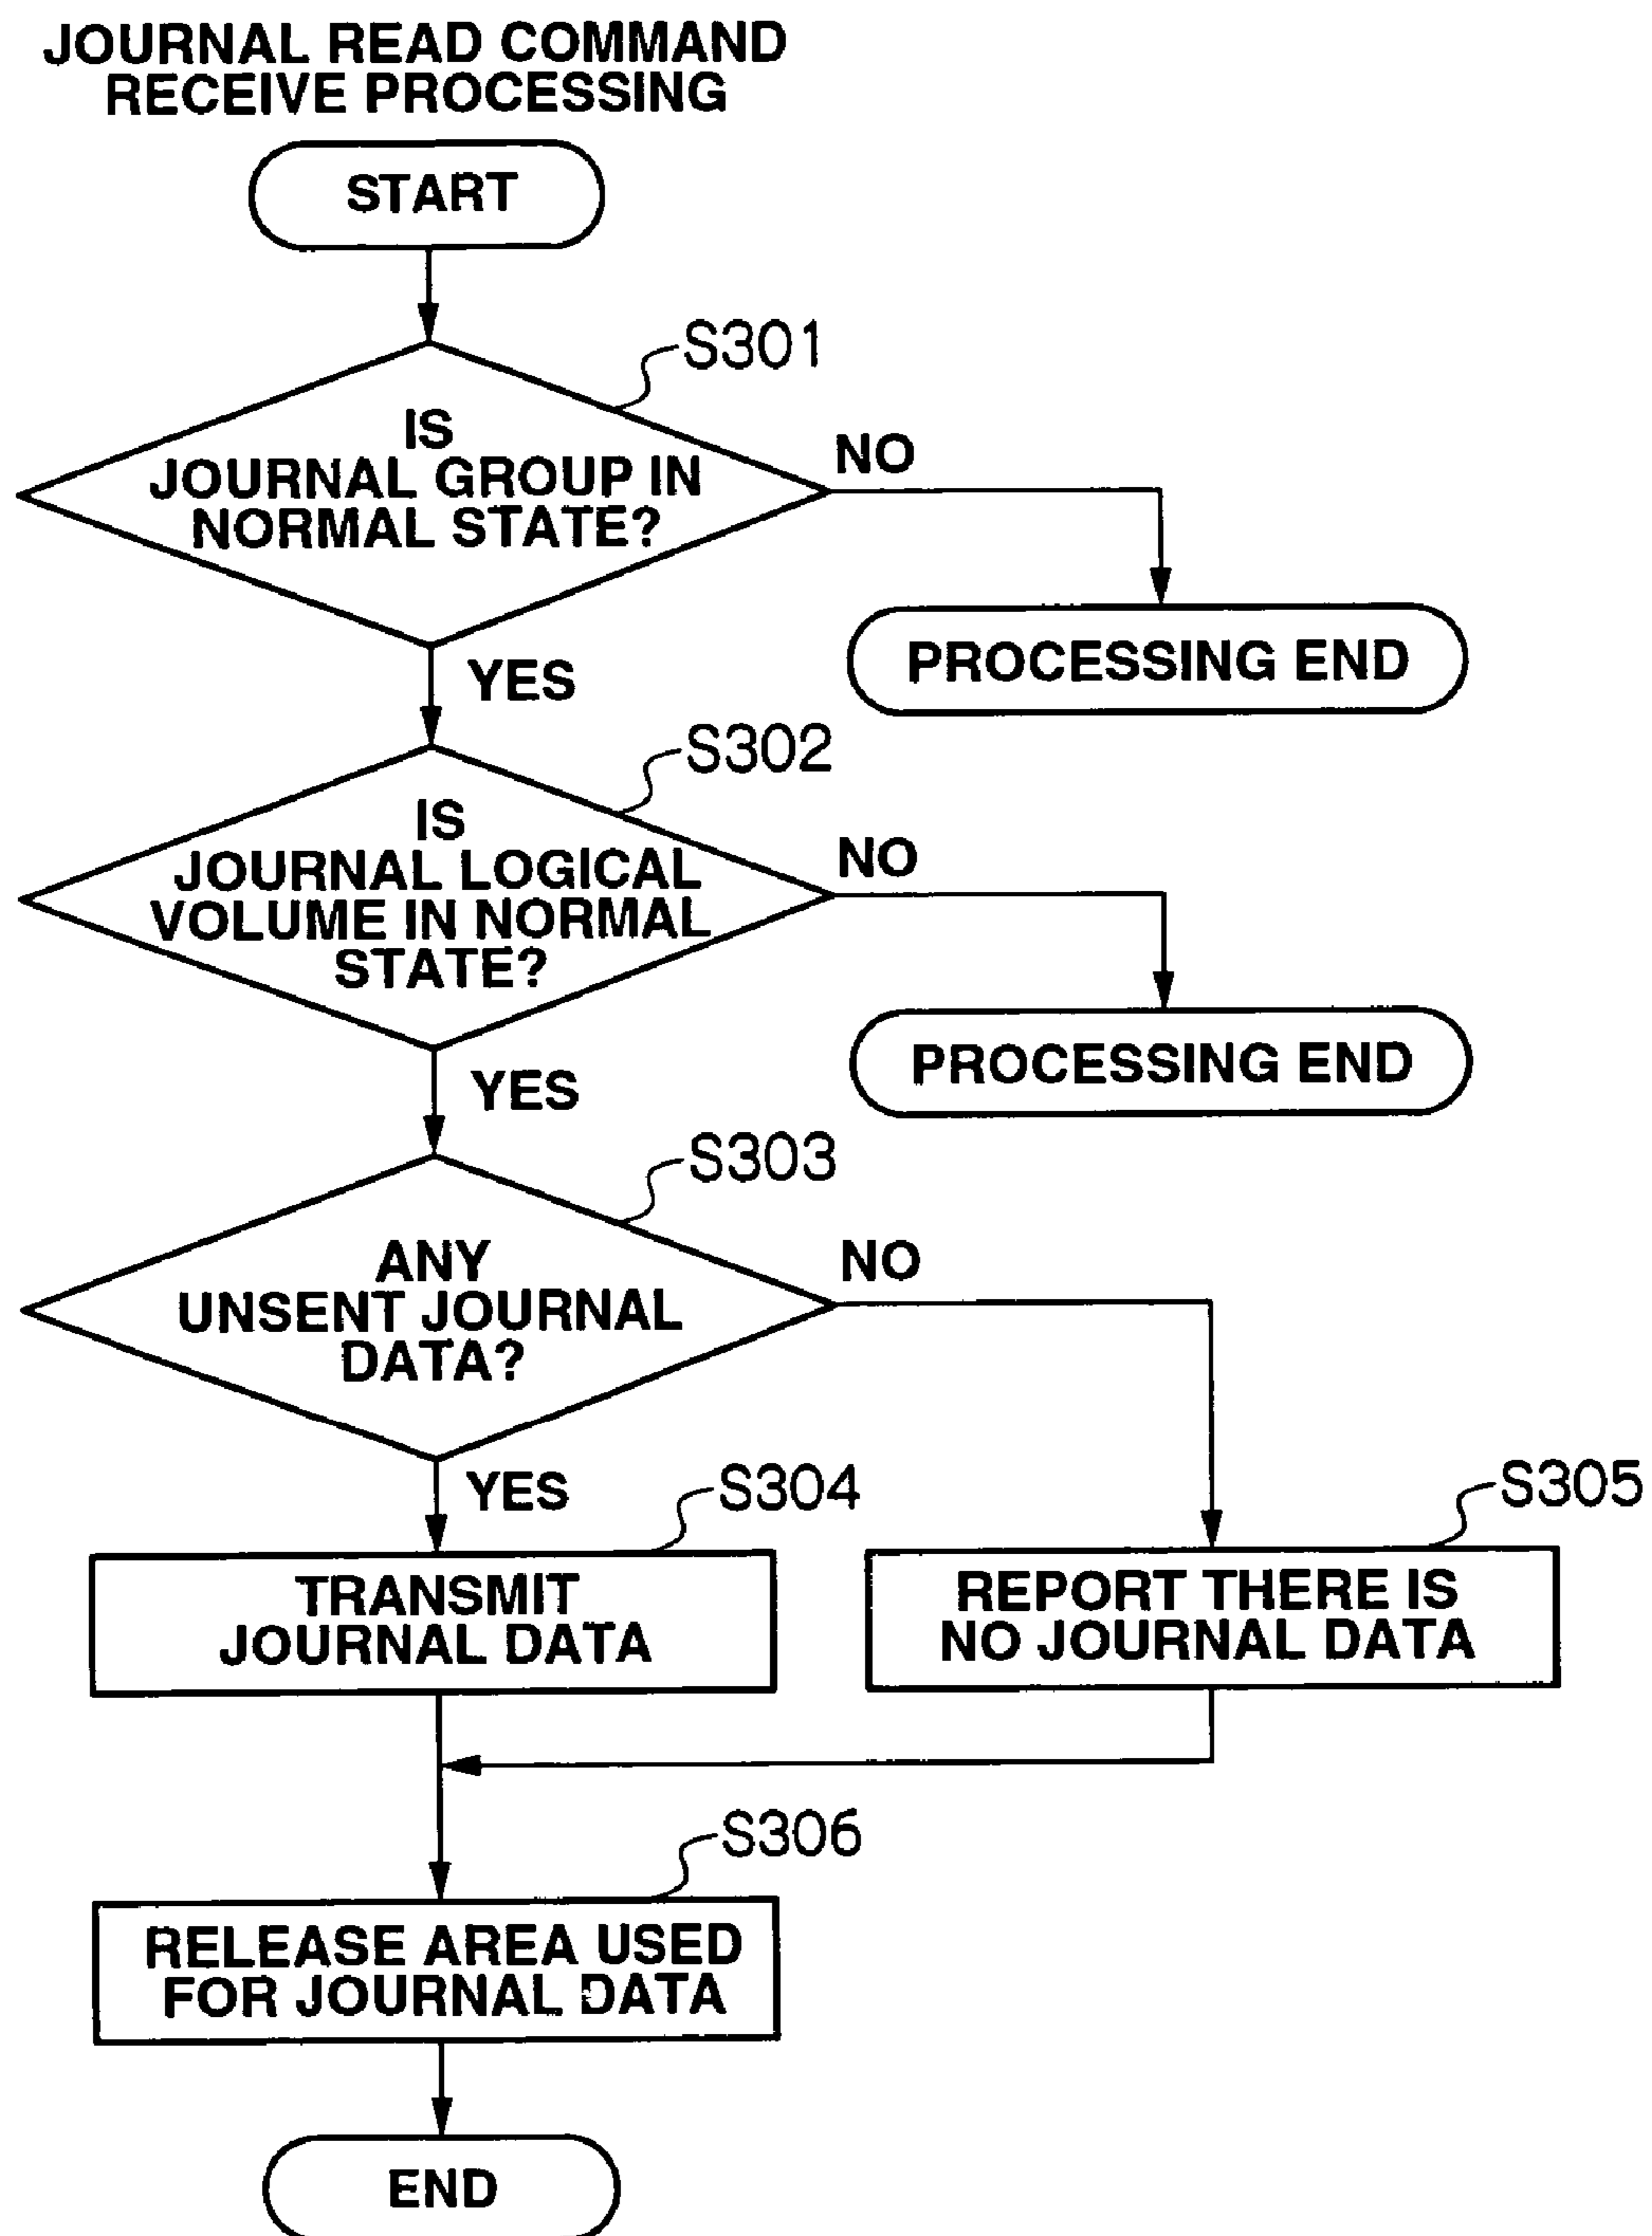 JOURNAL READ COMMAND
RECEIVE PROCESSING
START
S301
IS
JOURNAL GROUP IN
NORMAL STATE?
NO
PROCESSING END
YES
S302
IS
JOURNAL LOGICAL
VOLUME IN NORMAL
STATE?
NO
PROCESSING END
YES
S303
ANY
UNSENT JOURNAL
DATA?
NO
YES
S304
TRANSMIT
JOURNAL DATA
S305
REPORT THERE IS
NO JOURNAL DATA
S306
RELEASE AREA USED
FOR JOURNAL DATA
END